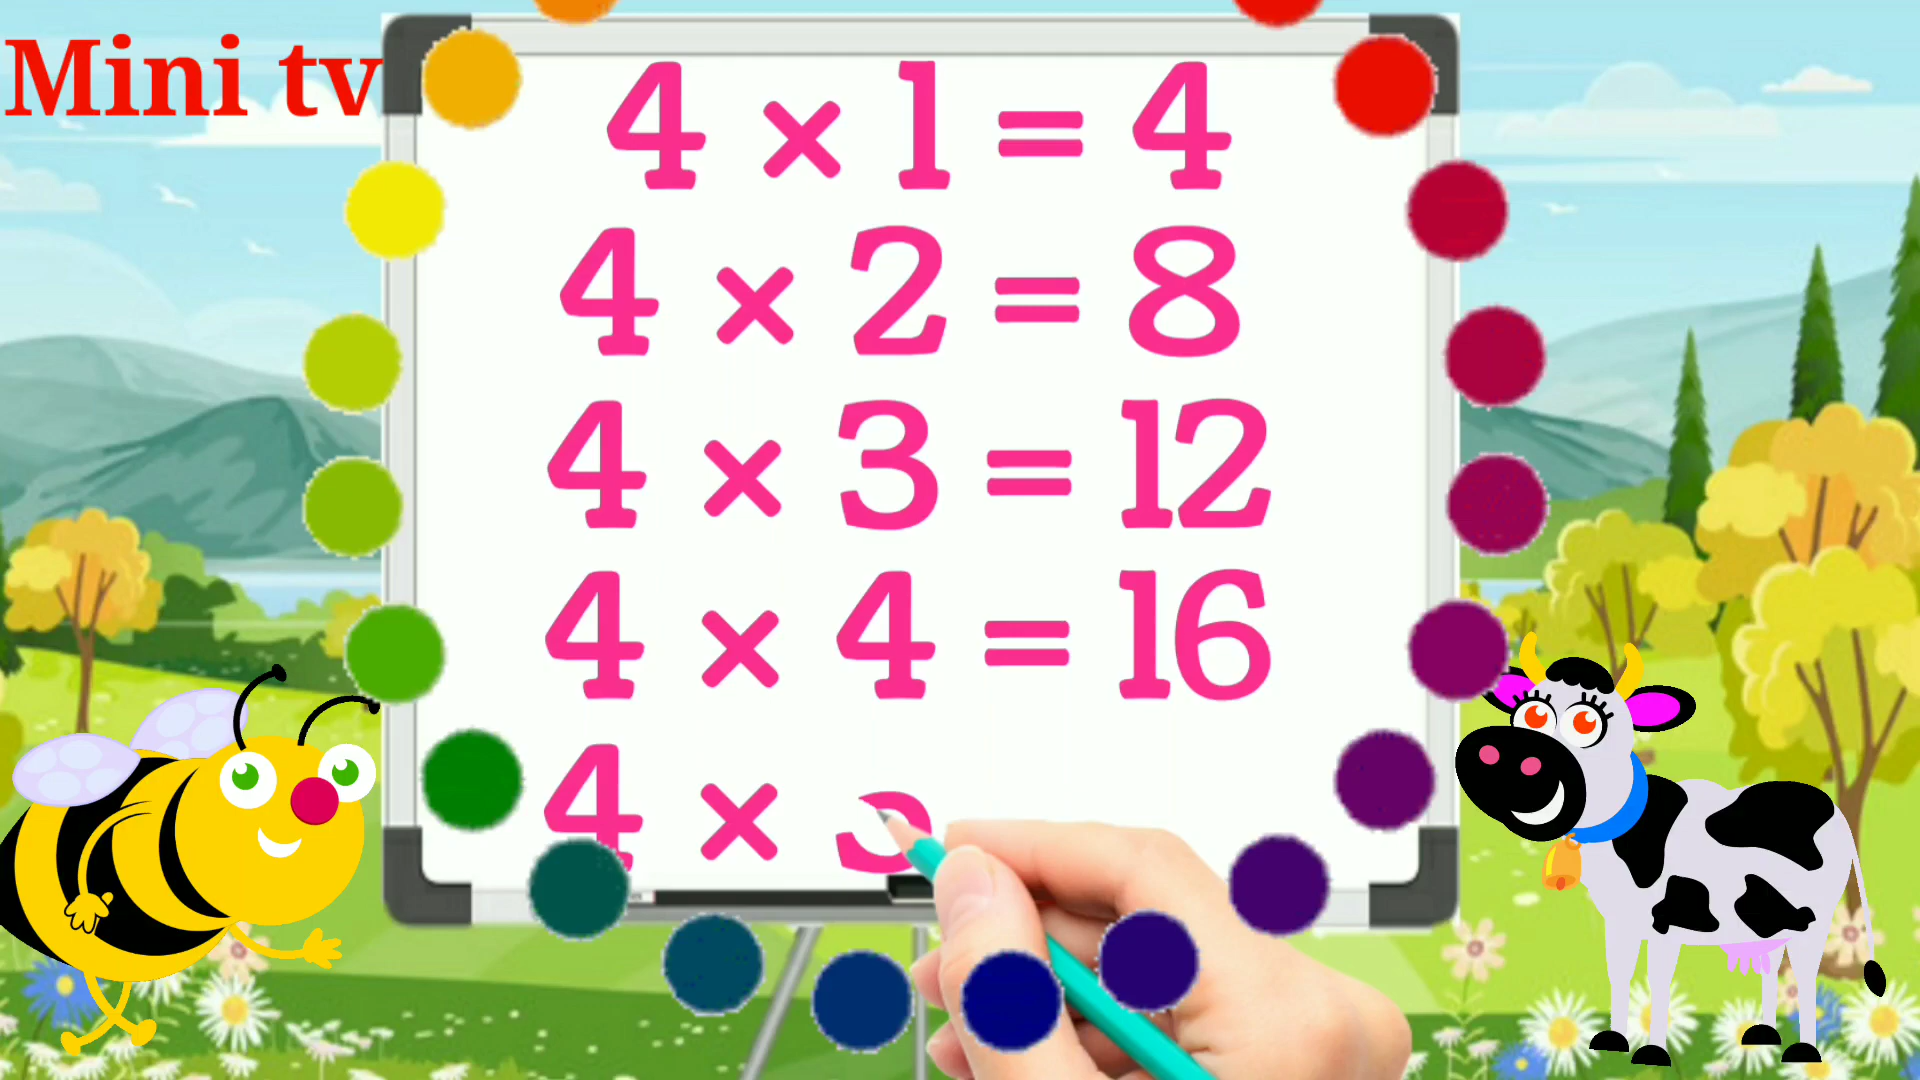 Mini tv
4 × 1 = 4
4 × 2 = 8
4 × 3 = 12
4 × 4 = 16
4 ×